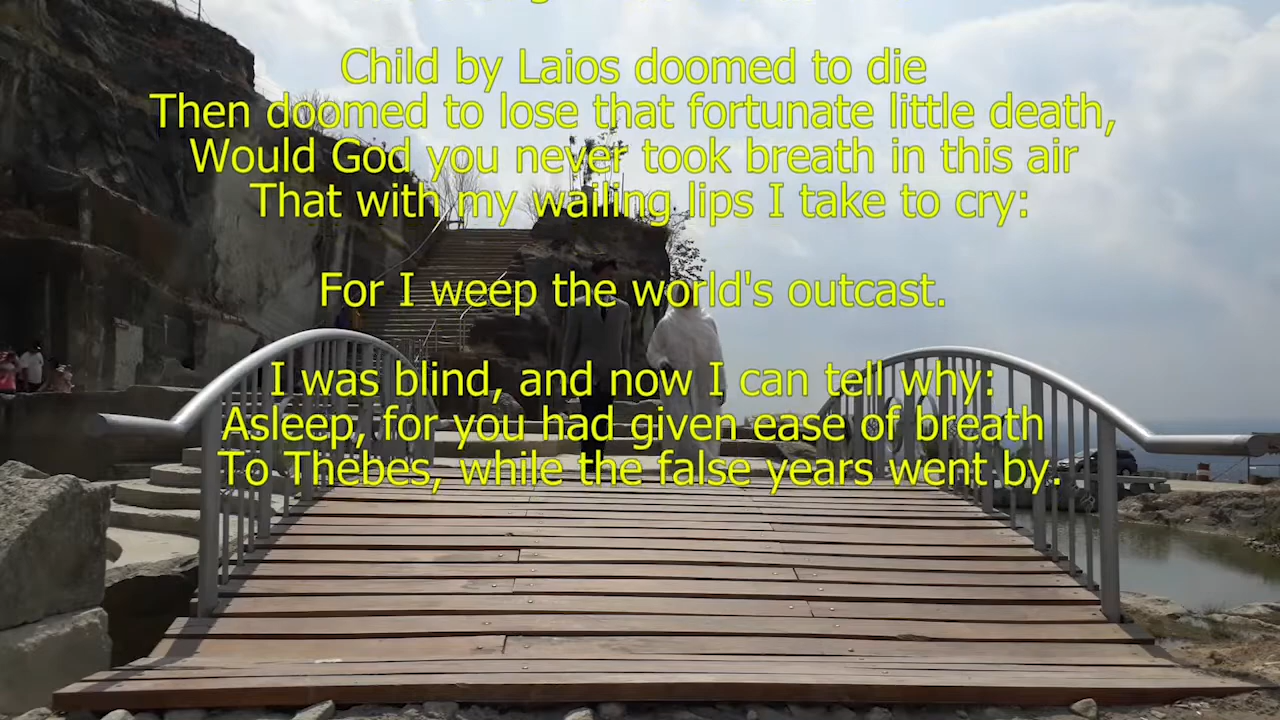 Child by Laios doomed to die
Then doomed to lose that fortunate little death,
Would God you never took breath in this air
That with my wailing lips I take to cry:
For I weep the world's outcast.
I was blind, and now I can tell why:
Asleep, for you had given ease of breath
To Thebes, while the false years went by.